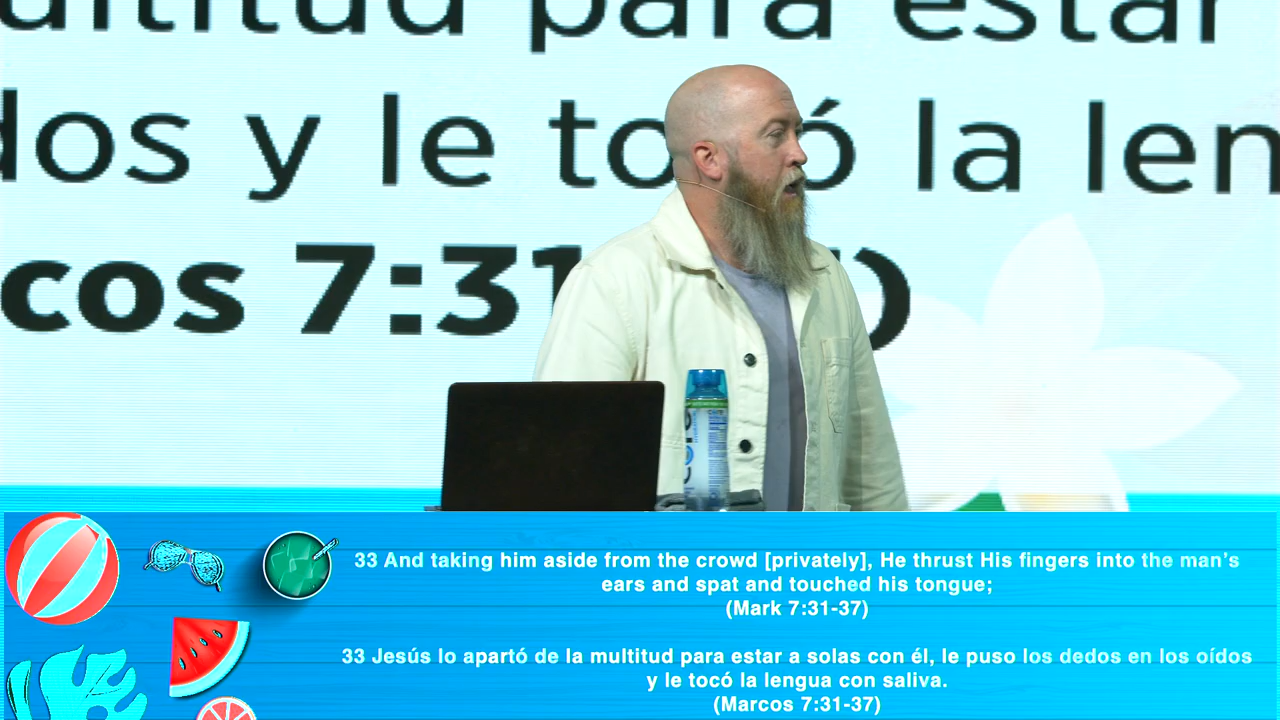 ultitud para estar
dos y le tocó la len
cos 7:31
core
33 And taking him aside from the crowd [privately], He thrust His fingers into the man's
ears and spat and touched his tongue;
(Mark 7:31-37)
33 Jesús lo apartó de la multitud para estar a solas con él, le puso los dedos en los oídos
y le tocó la lengua con saliva.
(Marcos 7:31-37)